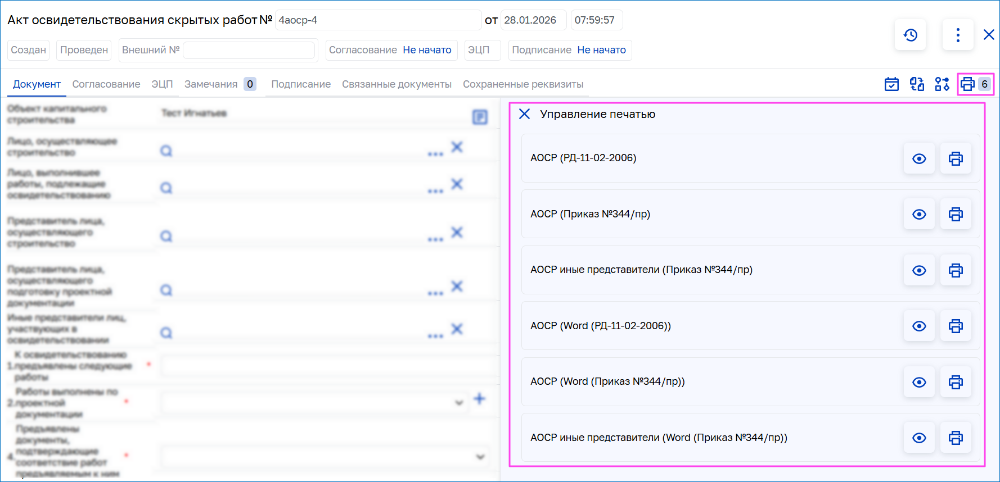 Акт освидетельствования скрытых работ № 4аоср-4 от 28.01.2026 07:59:57
Создан Проведен Внешний № Согласование Не начато ЭЦП Подписание Не начато
Документ Согласование ЭЦП Замечания 0 Подписание Связанные документы Сохраненные реквизиты 6
Объект капитального
строительства
Тест Игнатьев
Лицо, осуществляющее
строительство
Лицо, выполнившее
работы, подлежащие
освидетельствованию
Представитель лица,
осуществляющего
строительство
Представитель лица,
осуществляющего
подготовку проектной
документации
Иные представители лиц,
участвующих в
освидетельствовании
К освидетельствованию
1. предъявлены следующие *
работы
Работы выполнены по
2. проектной *
документации
Предъявлены
документы,
4. подтверждающие *
соответствие работ
предъявляемым к ним
Управление печатью
АОСР (РД-11-02-2006)
АОСР (Приказ №344/пр)
АОСР иные представители (Приказ №344/пр)
АОСР (Word (РД-11-02-2006))
АОСР (Word (Приказ №344/пр))
АОСР иные представители (Word (Приказ №344/пр))